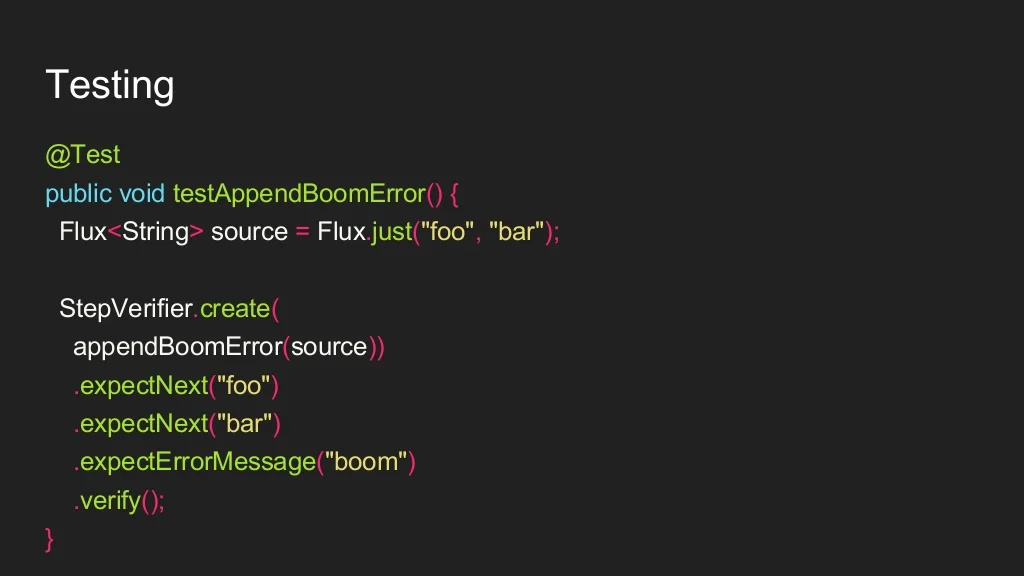 Testing
@Test
public void testAppendBoomError() {
Flux<String> source = Flux.just("foo", "bar");
StepVerifier.create(
appendBoomError(source))
.expectNext("foo")
.expectNext("bar")
.expectErrorMessage("boom")
.verify();
}